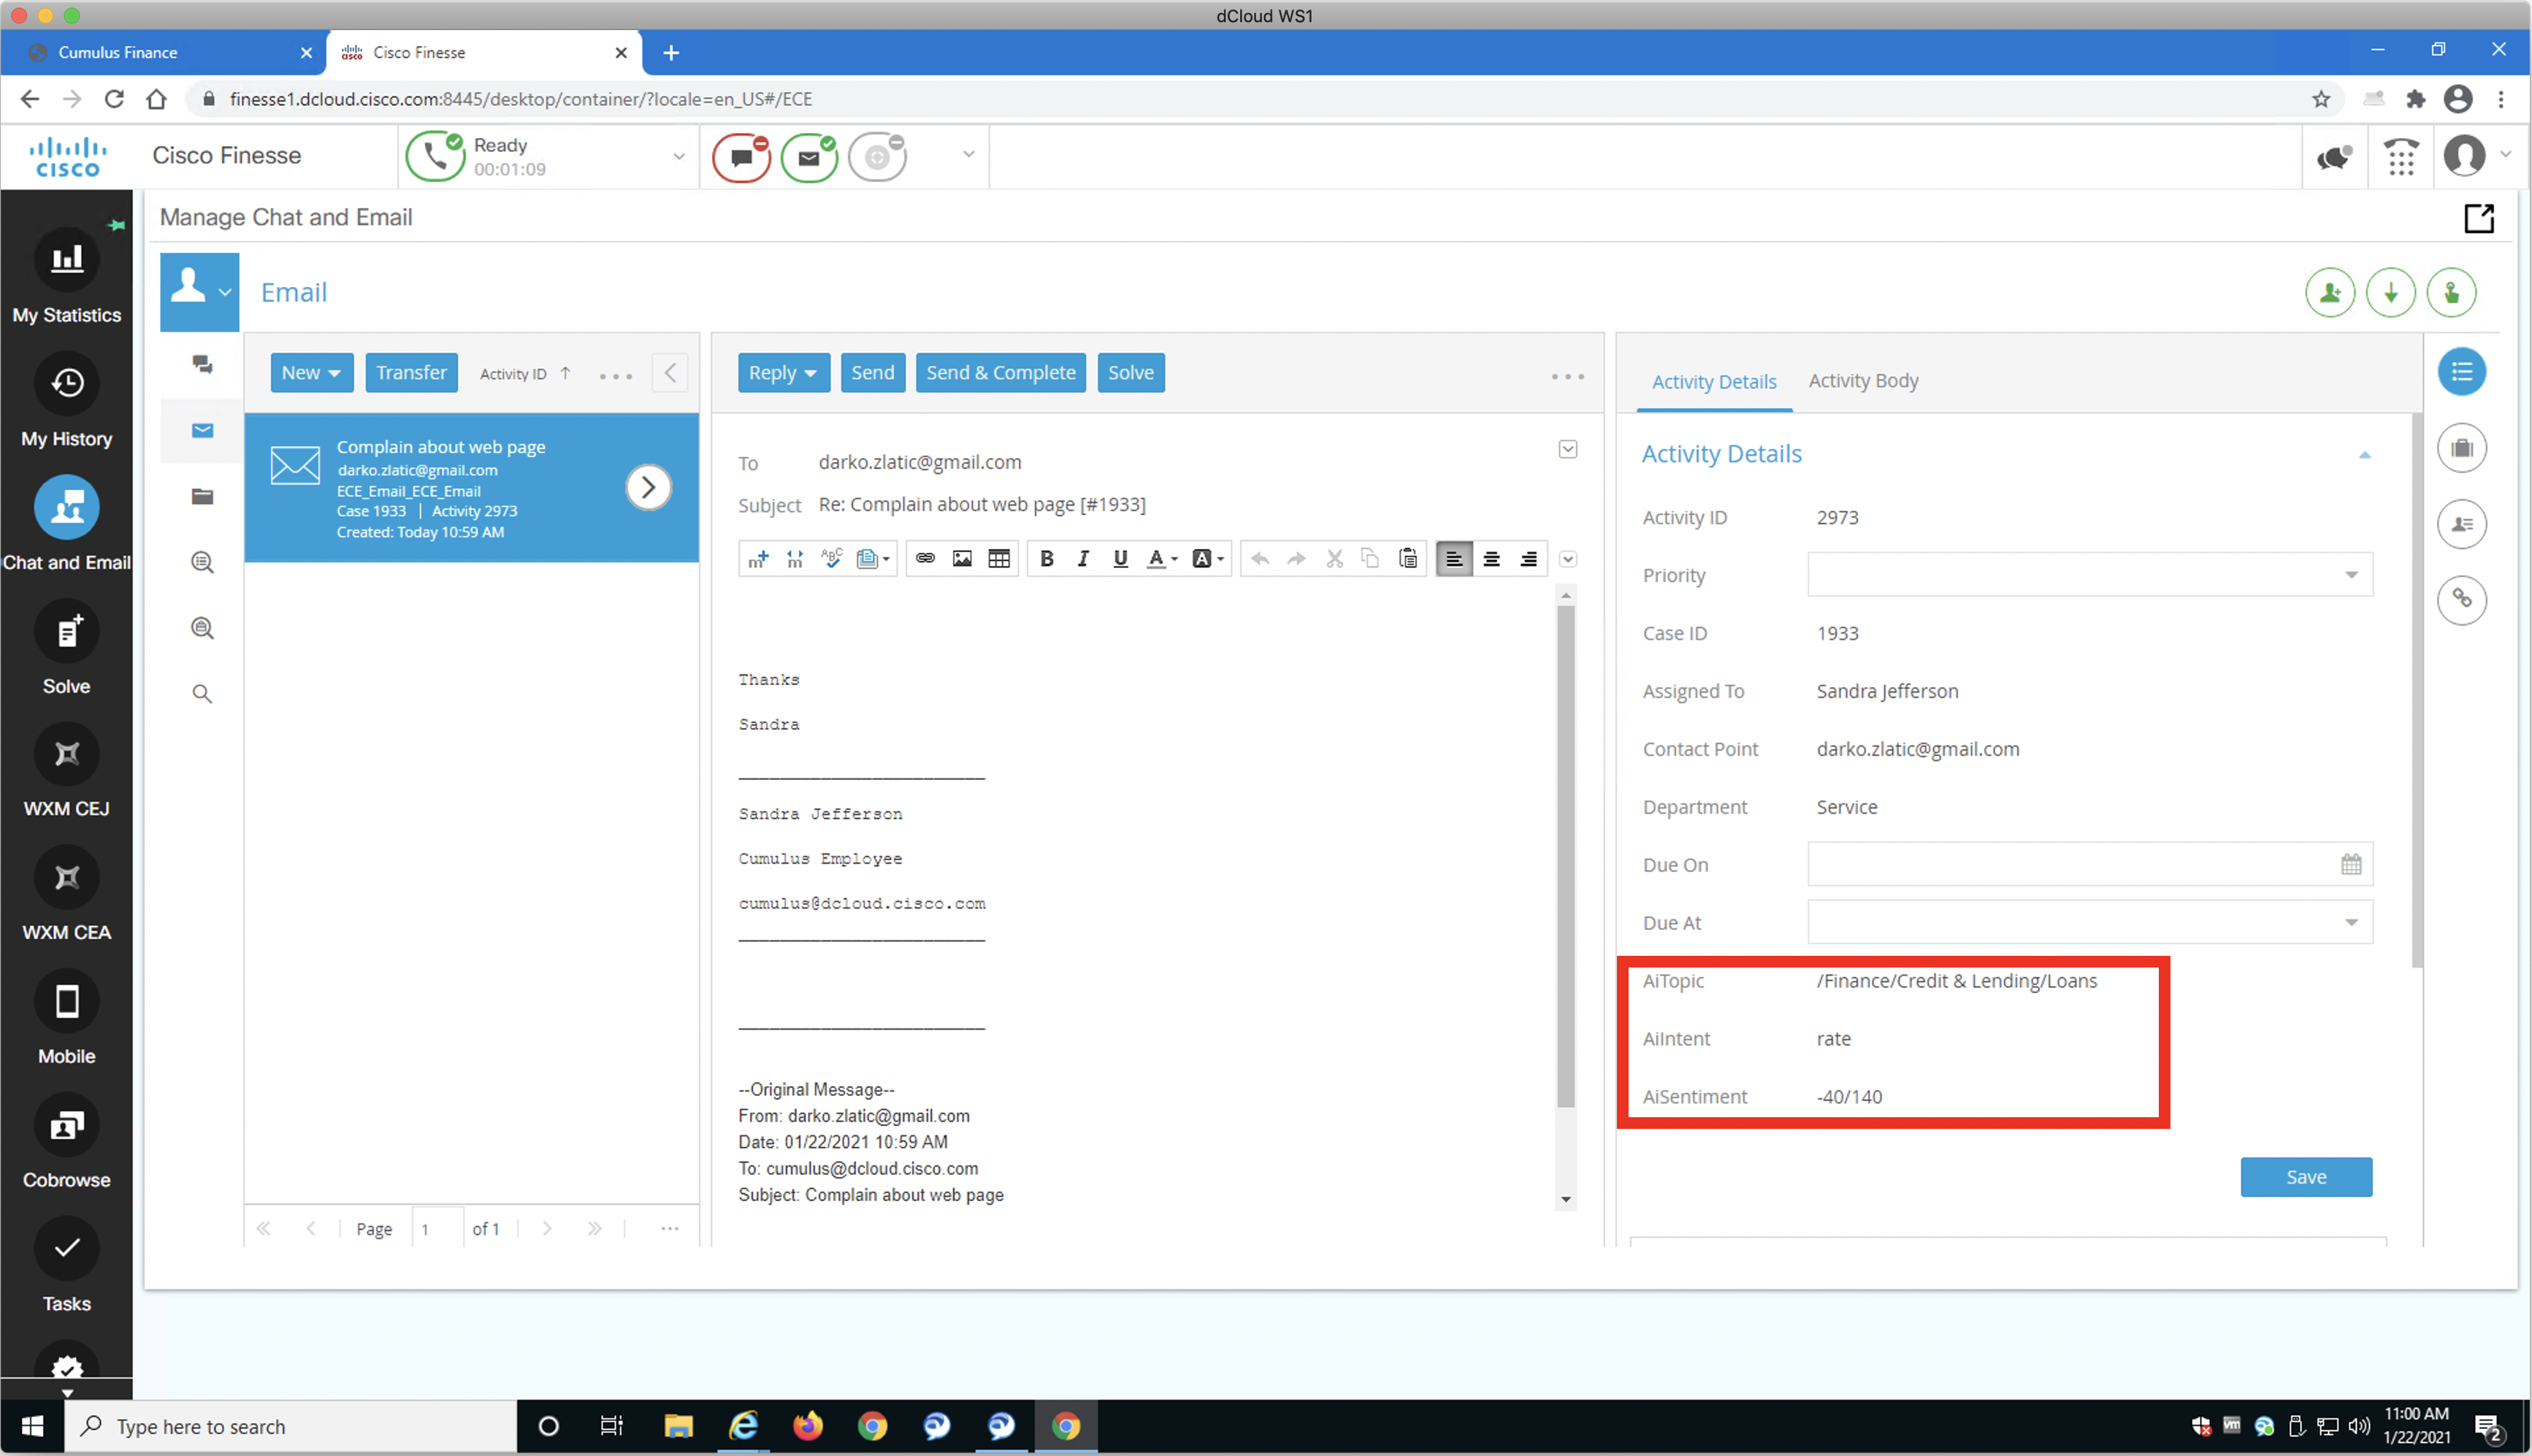 dCloud WS1
Cumulus Finance
Cisco Finesse
finesse1.dcloud.cisco.com:8445/desktop/container/?locale=en_US#/ECE
CISCO
Cisco Finesse
Ready
00:01:09
Manage Chat and Email
Email
My Statistics
My History
Chat and Email
Solve
WXM CEJ
WXM CEA
Mobile
Cobrowse
Tasks
New
Transfer
Activity ID
Complain about web page
darko.zlatic@gmail.com
ECE_Email_ECE_Email
Case 1933 | Activity 2973
Created: Today 10:59 AM
Page 1 of 1
Reply
Send
Send & Complete
Solve
To darko.zlatic@gmail.com
Subject Re: Complain about web page [#1933]
ABC
B I U A A
Thanks
Sandra
Sandra Jefferson
Cumulus Employee
cumulus@dcloud.cisco.com
--Original Message--
From: darko.zlatic@gmail.com
Date: 01/22/2021 10:59 AM
To: cumulus@dcloud.cisco.com
Subject: Complain about web page
Activity Details
Activity Body
Activity Details
Activity ID 2973
Priority
Case ID 1933
Assigned To Sandra Jefferson
Contact Point darko.zlatic@gmail.com
Department Service
Due On
Due At
AiTopic /Finance/Credit & Lending/Loans
AiIntent rate
AiSentiment -40/140
Save
Type here to search
vm
11:00 AM
1/22/2021
2